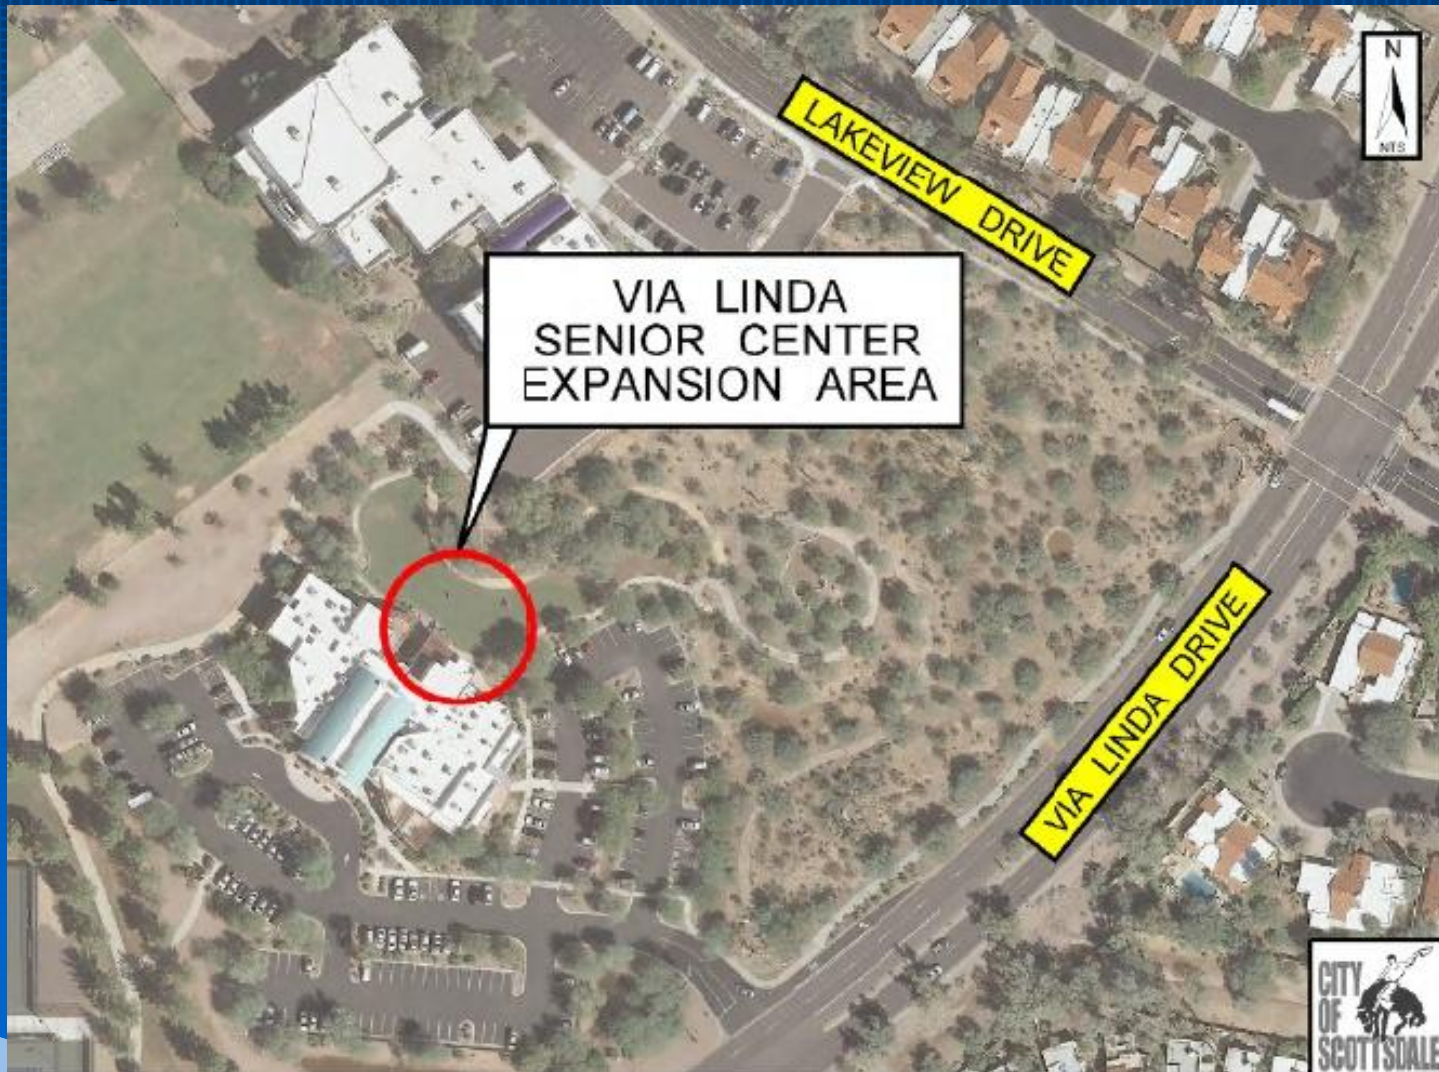 N
NTS
LAKEVIEW DRIVE
VIA LINDA
SENIOR CENTER
EXPANSION AREA
VIA LINDA DRIVE
CITY
OF
SCOTTSDALE